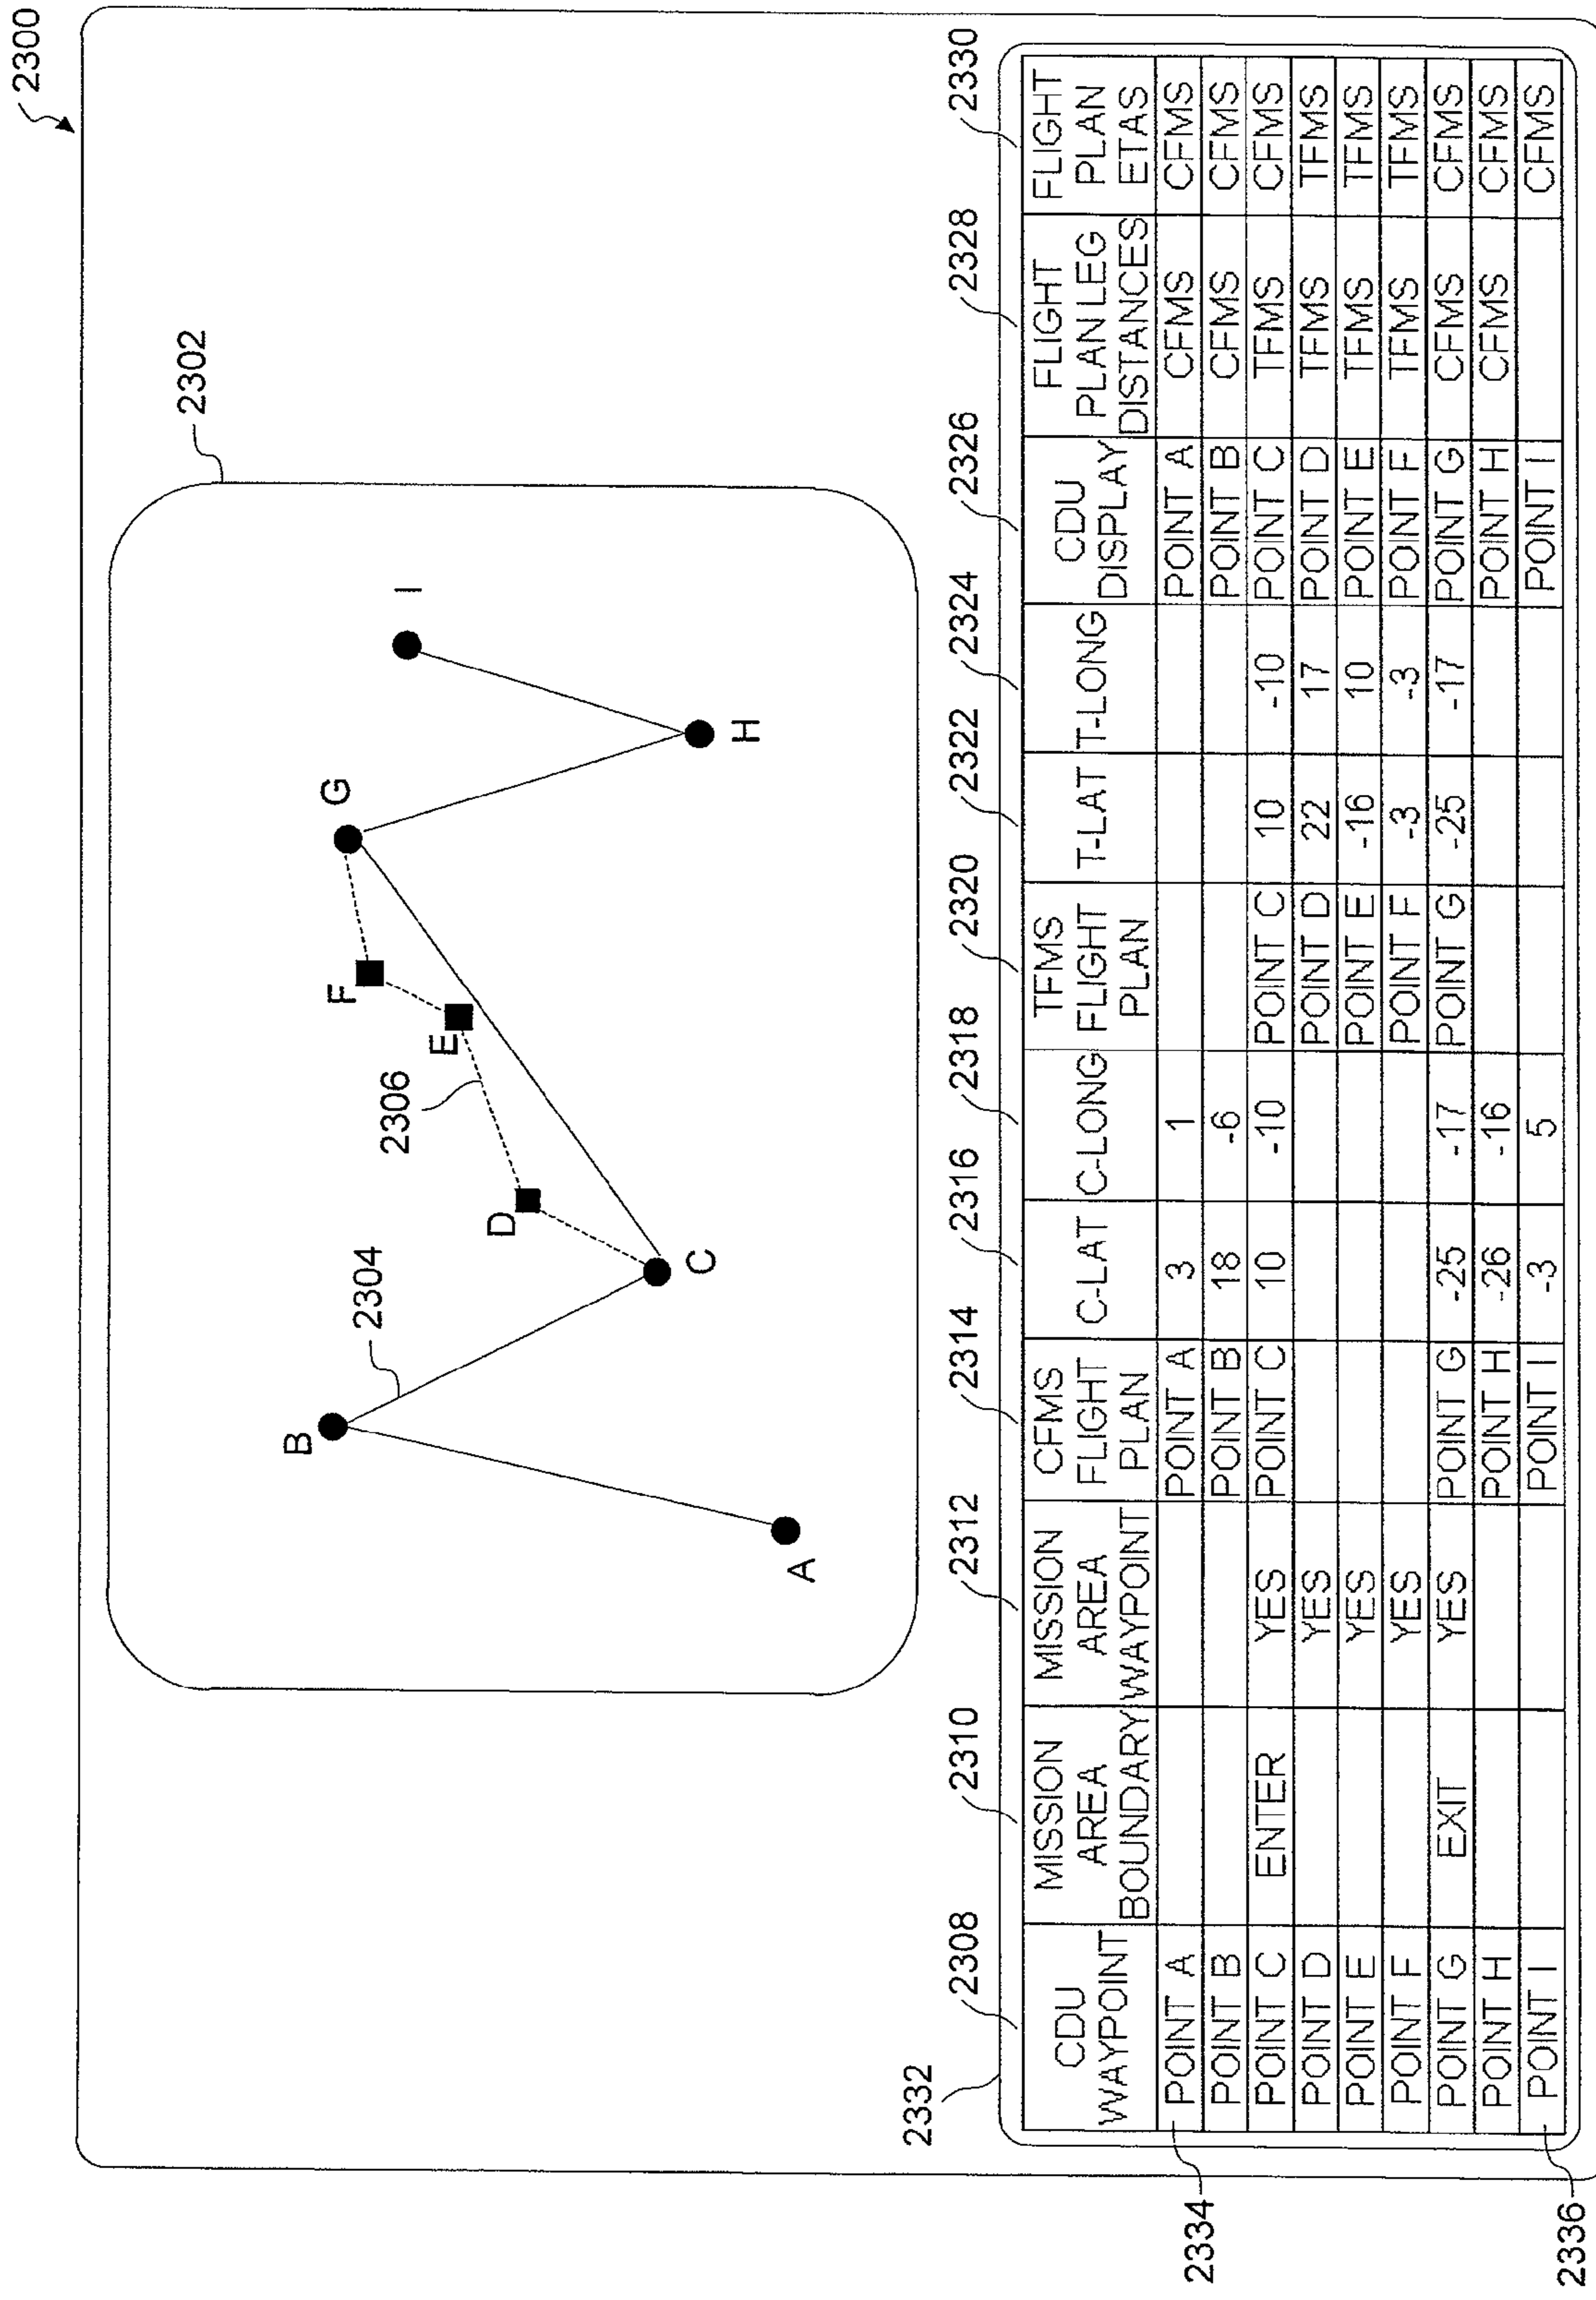 2300
2302
B
2304
A
C
D
2306
E
F
G
H
I
2332
2308
2310
2312
2314
2316
2318
2320
2322
2324
2326
2328
2330
CDU WAYPOINT
MISSION AREA BOUNDARY
MISSION AREA WAYPOINT
CFMS FLIGHT PLAN
C-LAT
C-LONG
TFMS FLIGHT PLAN
T-LAT
T-LONG
CDU DISPLAY
FLIGHT PLAN LEG DISTANCES
FLIGHT PLAN ETAS
POINT A POINT A 3 1 POINT A CFMS CFMS
POINT B POINT B 18 -6 POINT B CFMS CFMS
POINT C ENTER YES POINT C 10 -10 POINT C 10 -10 POINT C TFMS CFMS
POINT D YES POINT D 22 17 POINT D TFMS TFMS
POINT E YES POINT E -16 10 POINT E TFMS TFMS
POINT F YES POINT F -3 -3 POINT F TFMS TFMS
POINT G EXIT YES POINT G -25 -17 POINT G -25 -17 POINT G CFMS CFMS
POINT H POINT H -26 -16 POINT H CFMS CFMS
POINT I POINT I -3 5 POINT I CFMS
2334
2336